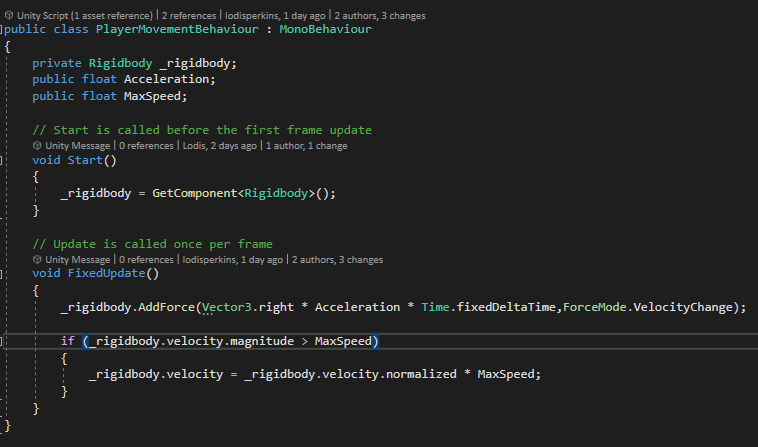 Unity Script (1 asset reference) | 2 references | lodisperkins, 1 day ago | 2 authors, 3 changes
public class PlayerMovementBehaviour : MonoBehaviour
{
    private Rigidbody _rigidbody;
    public float Acceleration;
    public float MaxSpeed;
    // Start is called before the first frame update
    Unity Message | 0 references | Lodis, 2 days ago | 1 author, 1 change
    void Start()
    {
        _rigidbody = GetComponent<Rigidbody>();
    }
    // Update is called once per frame
    Unity Message | 0 references | lodisperkins, 1 day ago | 2 authors, 3 changes
    void FixedUpdate()
    {
        _rigidbody.AddForce(Vector3.right * Acceleration * Time.fixedDeltaTime,ForceMode.VelocityChange);
        if (_rigidbody.velocity.magnitude > MaxSpeed)
        {
            _rigidbody.velocity = _rigidbody.velocity.normalized * MaxSpeed;
        }
    }
}